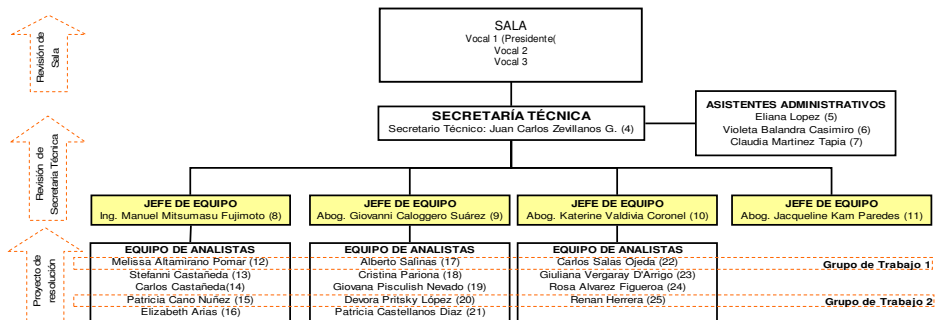 SALA
Vocal 1 (Presidente(
Vocal 2
Vocal 3
Revisión de
Sala
SECRETARÍA TÉCNICA
Secretario Técnico: Juan Carlos Zevillanos G. (4)
ASISTENTES ADMINISTRATIVOS
Eliana Lopez (5)
Violeta Balandra Casimiro (6)
Claudia Martinez Tapia (7)
Revisión de
Secretaria Técnica
JEFE DE EQUIPO
Ing. Manuel Mitsumasu Fujimoto (8)
JEFE DE EQUIPO
Abog. Giovanni Caloggero Suárez (9)
JEFE DE EQUIPO
Abog. Katerine Valdivia Coronel (10)
JEFE DE EQUIPO
Abog. Jacqueline Kam Paredes (11)
Proyecto de
resolución
EQUIPO DE ANALISTAS
Melissa Altamirano Pomar (12)
Stefanni Castañeda (13)
Carlos Castañeda(14)
Patricia Cano Nuñez (15)
Elizabeth Arias (16)
EQUIPO DE ANALISTAS
Alberto Salinas (17)
Cristina Pariona (18)
Giovana Pisculish Nevado (19)
Devora Pritsky López (20)
Patricia Castellanos Diaz (21)
EQUIPO DE ANALISTAS
Carlos Salas Ojeda (22)
Giuliana Vergaray D'Arrigo (23)
Rosa Alvarez Figueroa (24)
Renan Herrera (25)
Grupo de Trabajo 1
Grupo de Trabajo 2